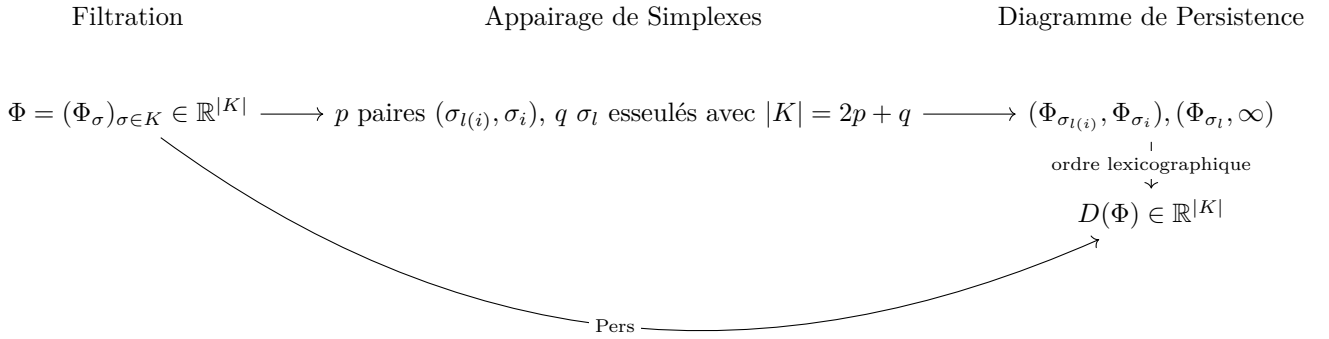 Filtration Appairage de Simplexes Diagramme de Persistence
Φ = (Φ_σ)_{σ∈K} ∈ ℝ^{|K|} ⟶ p paires (σ_{l(i)}, σ_i), q σ_l esseulés avec |K| = 2p + q ⟶ (Φ_{σ_{l(i)}}, Φ_{σ_i}), (Φ_{σ_l}, ∞)
ordre lexicographique
D(Φ) ∈ ℝ^{|K|}
Pers